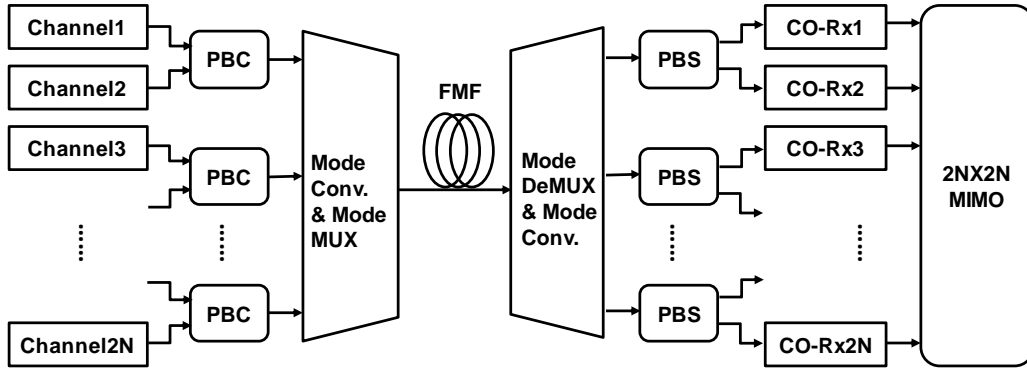 Channel1
Channel2
Channel3
Channel2N
PBC
PBC
PBC
Mode
Conv.
& Mode
MUX
FMF
Mode
DeMUX
& Mode
Conv.
PBS
PBS
PBS
CO-Rx1
CO-Rx2
CO-Rx3
CO-Rx2N
2NX2N
MIMO